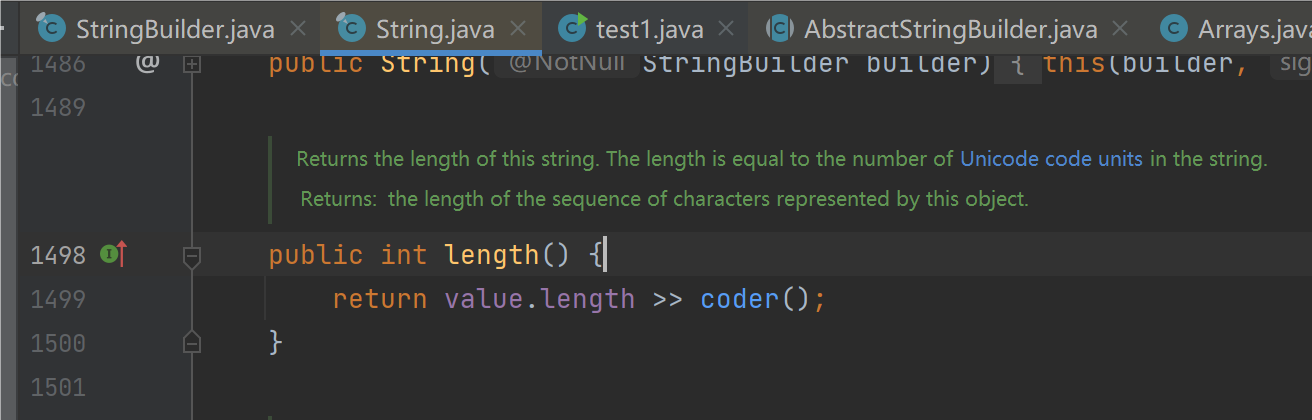 StringBuilder.java String.java test1.java AbstractStringBuilder.java Arrays.java
1486 @ public String( @NotNull StringBuilder builder) { this(builder, sig
1489
Returns the length of this string. The length is equal to the number of Unicode code units in the string.
Returns: the length of the sequence of characters represented by this object.
1498 public int length() {
1499 return value.length >> coder();
1500 }
1501